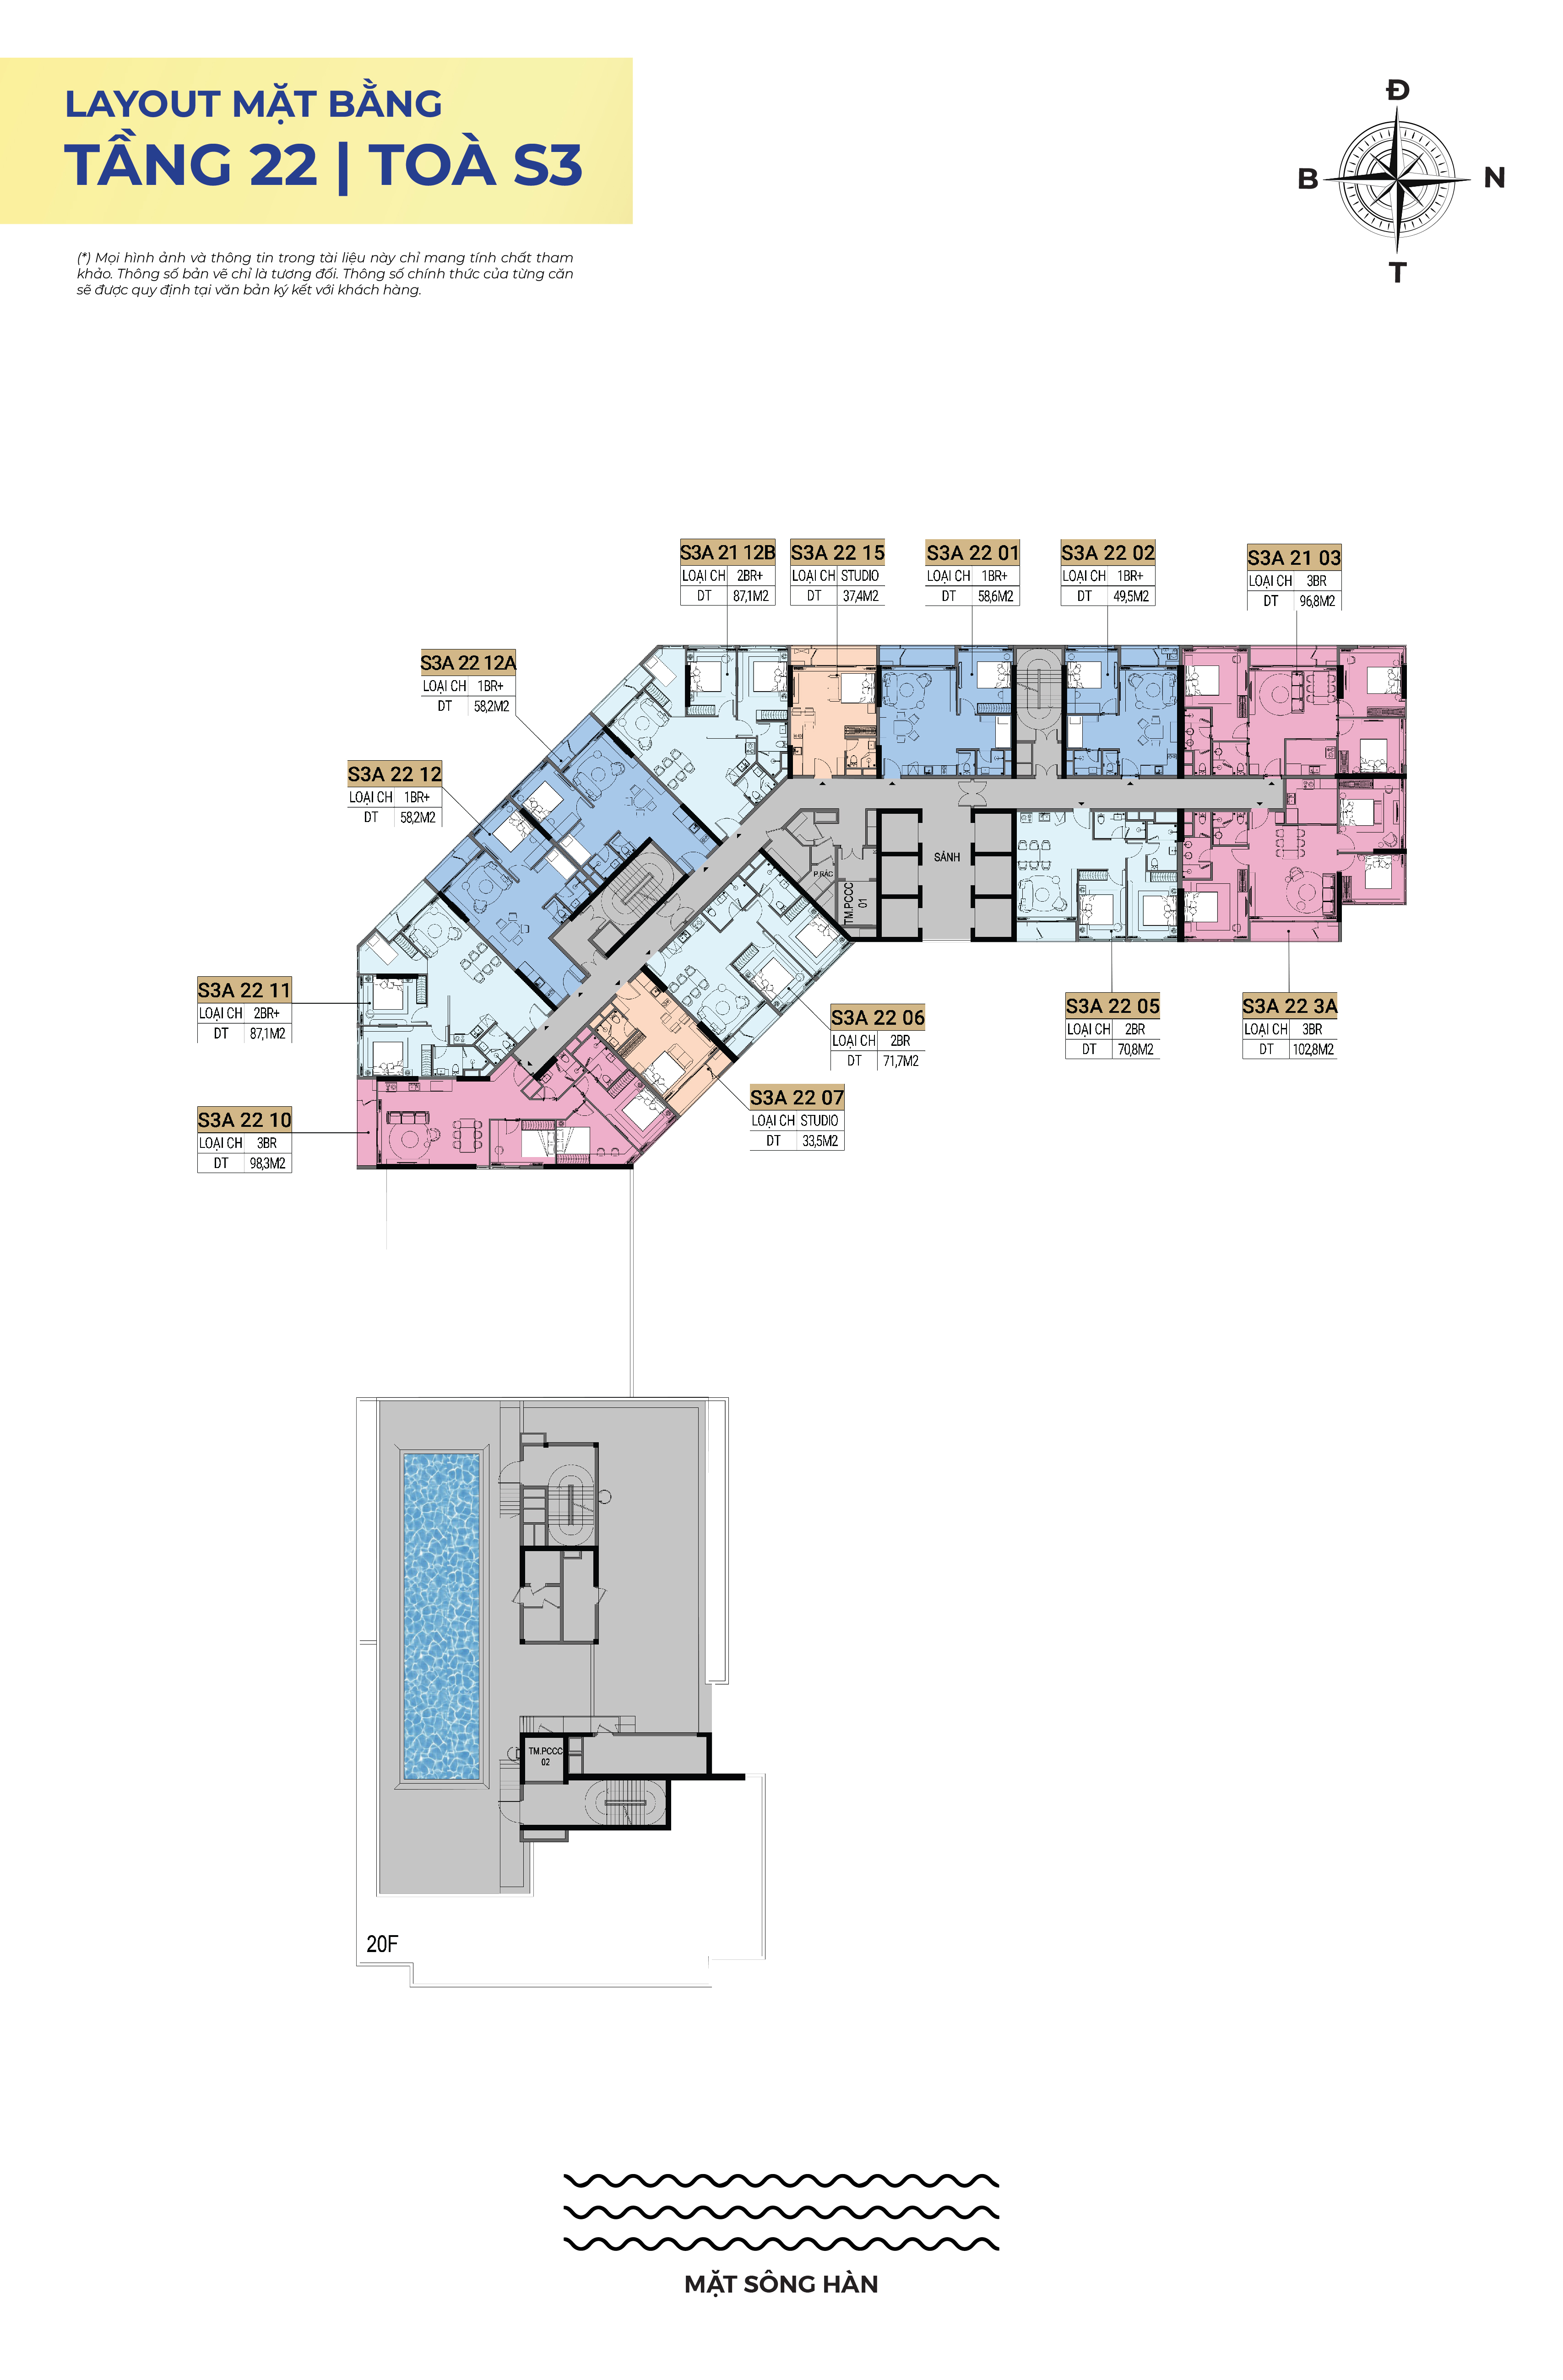 LAYOUT MẶT BẰNG
TẦNG 22 | TOÀ S3
(*) Mọi hình ảnh và thông tin trong tài liệu này chỉ mang tính chất tham
khảo. Thông số bản vẽ chỉ là tương đối. Thông số chính thức của từng căn
sẽ được quy định tại văn bản ký kết với khách hàng.
Đ
B
N
T
S3A 21 12B
LOẠI CH 2BR+
DT 87,1M2
S3A 22 15
LOẠI CH STUDIO
DT 37,4M2
S3A 22 01
LOẠI CH 1BR+
DT 58,6M2
S3A 22 02
LOẠI CH 1BR+
DT 49,5M2
S3A 21 03
LOẠI CH 3BR
DT 96,8M2
S3A 22 12A
LOẠI CH 1BR+
DT 58,2M2
S3A 22 12
LOẠI CH 1BR+
DT 58,2M2
SẢNH
P.RÁC
TM.PCCC
01
S3A 22 11
LOẠI CH 2BR+
DT 87,1M2
S3A 22 06
LOẠI CH 2BR
DT 71,7M2
S3A 22 05
LOẠI CH 2BR
DT 70,8M2
S3A 22 3A
LOẠI CH 3BR
DT 102,8M2
S3A 22 07
LOẠI CH STUDIO
DT 33,5M2
S3A 22 10
LOẠI CH 3BR
DT 98,3M2
TM.PCCC
02
20F
MẶT SÔNG HÀN